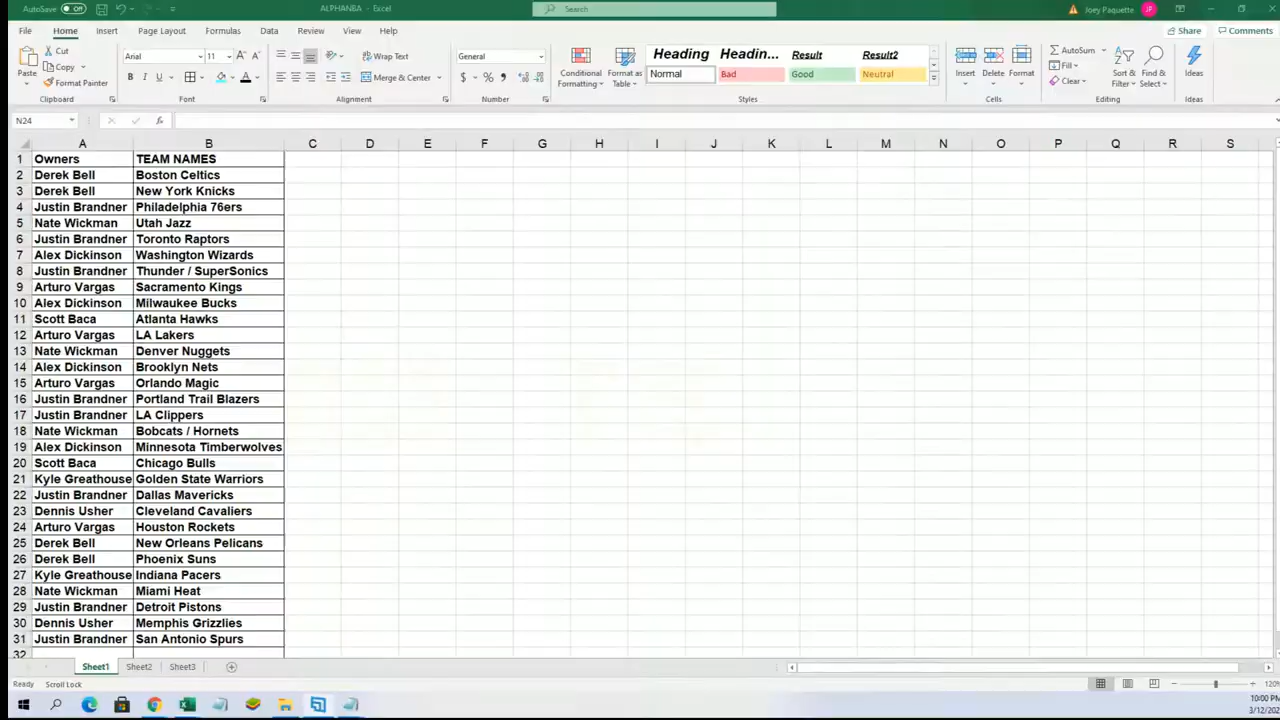 AutoSave Off ALPHANBA - Excel Search Joey Paquette JP
File Home Insert Page Layout Formulas Data Review View Help Share Comments
Cut Arial 11 Wrap Text General Heading Headin... Result Result2 AutoSum
Copy Fill
Paste Format Painter B I U Merge & Center $ % Conditional Formatting Format as Table Normal Bad Good Neutral Insert Delete Format Clear Sort & Filter Find & Select Ideas
Clipboard Font Alignment Number Styles Cells Editing Ideas
N24 fx
A B C D E F G H I J K L M N O P Q R S
1 Owners TEAM NAMES
2 Derek Bell Boston Celtics
3 Derek Bell New York Knicks
4 Justin Brandner Philadelphia 76ers
5 Nate Wickman Utah Jazz
6 Justin Brandner Toronto Raptors
7 Alex Dickinson Washington Wizards
8 Justin Brandner Thunder / SuperSonics
9 Arturo Vargas Sacramento Kings
10 Alex Dickinson Milwaukee Bucks
11 Scott Baca Atlanta Hawks
12 Arturo Vargas LA Lakers
13 Nate Wickman Denver Nuggets
14 Alex Dickinson Brooklyn Nets
15 Arturo Vargas Orlando Magic
16 Justin Brandner Portland Trail Blazers
17 Justin Brandner LA Clippers
18 Nate Wickman Bobcats / Hornets
19 Alex Dickinson Minnesota Timberwolves
20 Scott Baca Chicago Bulls
21 Kyle Greathouse Golden State Warriors
22 Justin Brandner Dallas Mavericks
23 Dennis Usher Cleveland Cavaliers
24 Arturo Vargas Houston Rockets
25 Derek Bell New Orleans Pelicans
26 Derek Bell Phoenix Suns
27 Kyle Greathouse Indiana Pacers
28 Nate Wickman Miami Heat
29 Justin Brandner Detroit Pistons
30 Dennis Usher Memphis Grizzlies
31 Justin Brandner San Antonio Spurs
32
Sheet1 Sheet2 Sheet3
Ready Scroll Lock 120%
10:00 PM
3/12/202